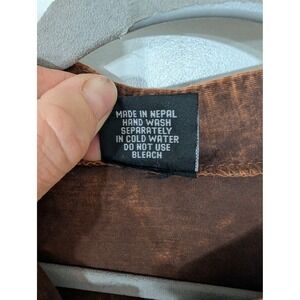 MADE IN NEPAL
HAND WASH
SEPARATELY
IN COLD WATER
DO NOT USE
BLEACH